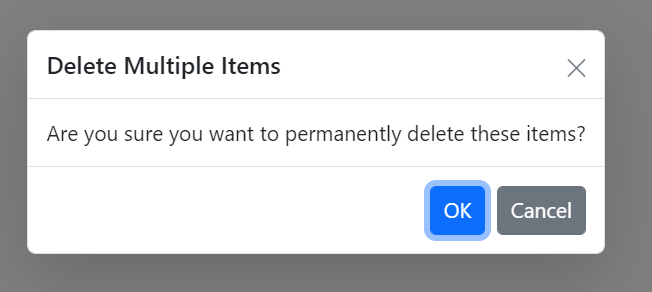 Delete Multiple Items
Are you sure you want to permanently delete these items?
OK
Cancel